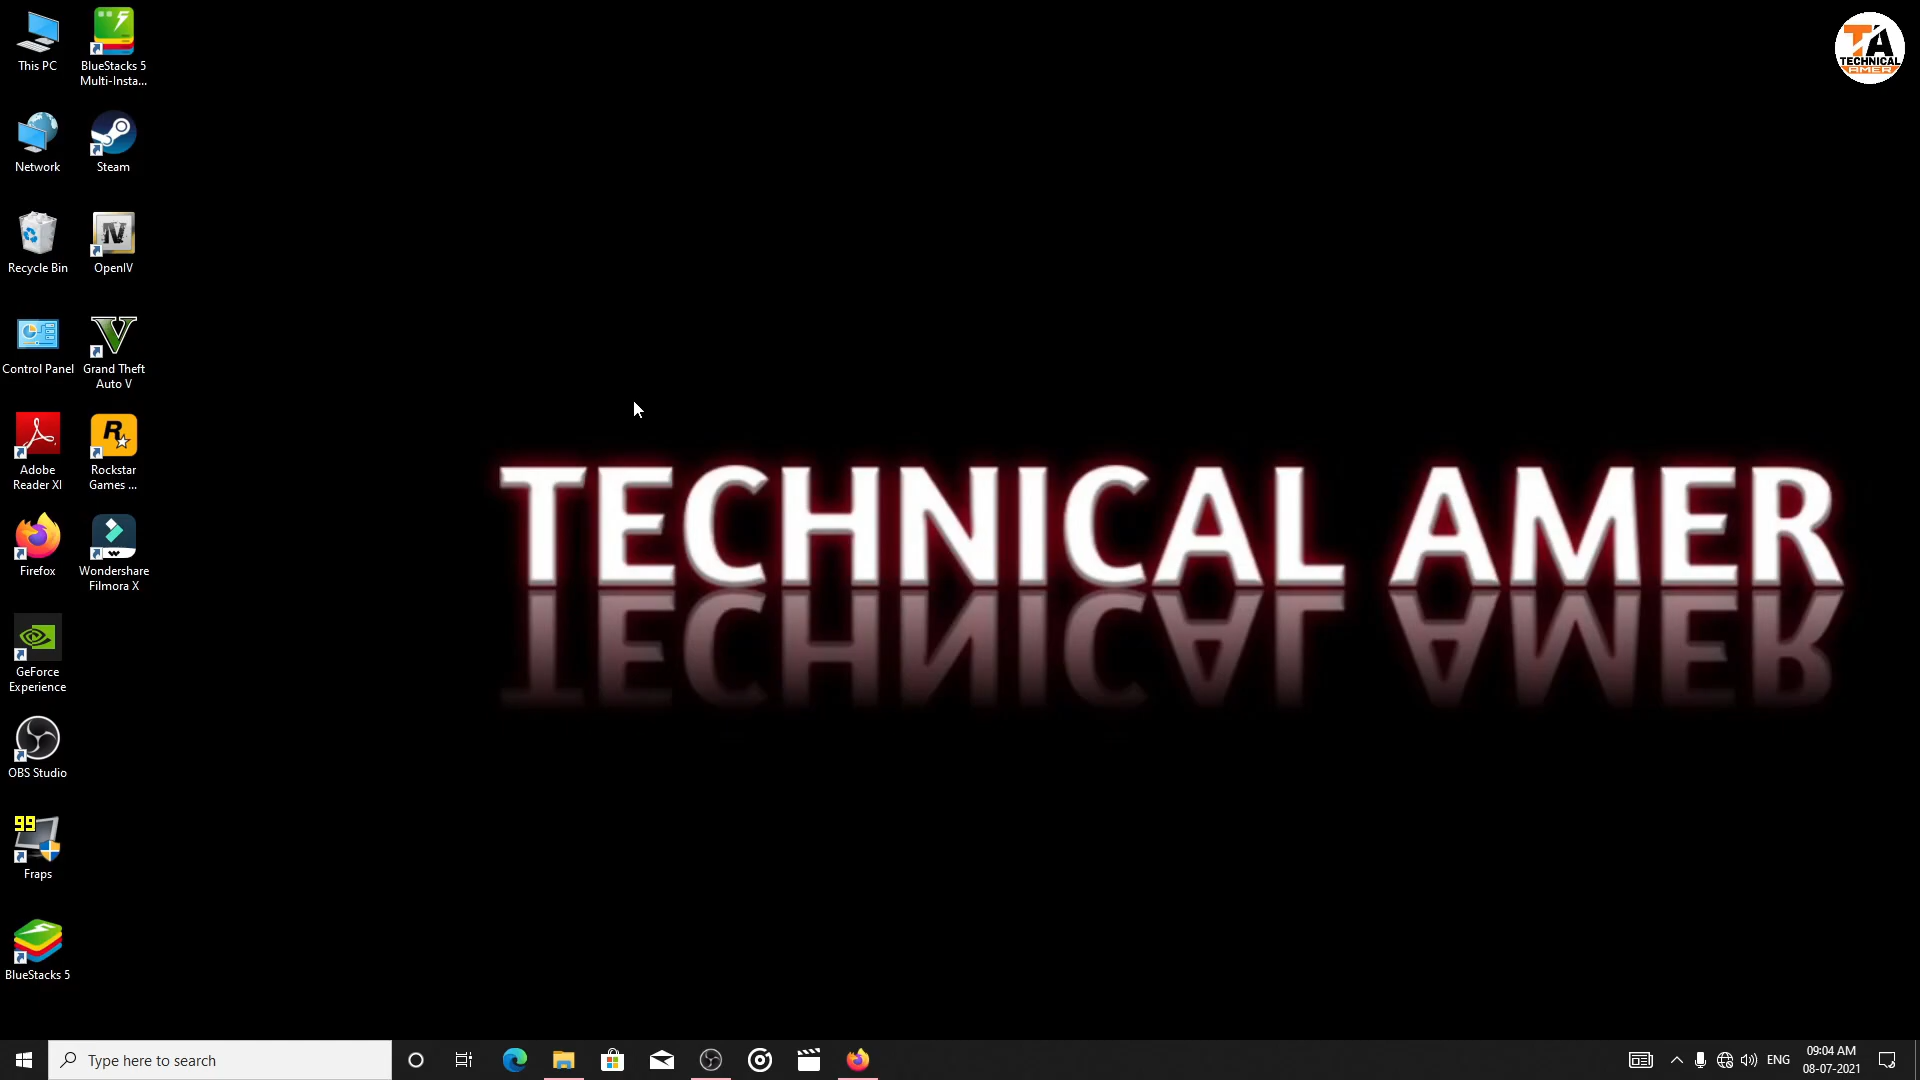 This PC
BlueStacks 5
Multi-Insta...
TA
TECHNICAL
AMER
Network
Steam
Recycle Bin
OpenIV
Control Panel
Grand Theft
Auto V
Adobe
Reader XI
Rockstar
Games ...
Firefox
Wondershare
Filmora X
TECHNICAL AMER
GeForce
Experience
OBS Studio
99
Fraps
BlueStacks 5
Type here to search
ENG
09:04 AM
08-07-2021